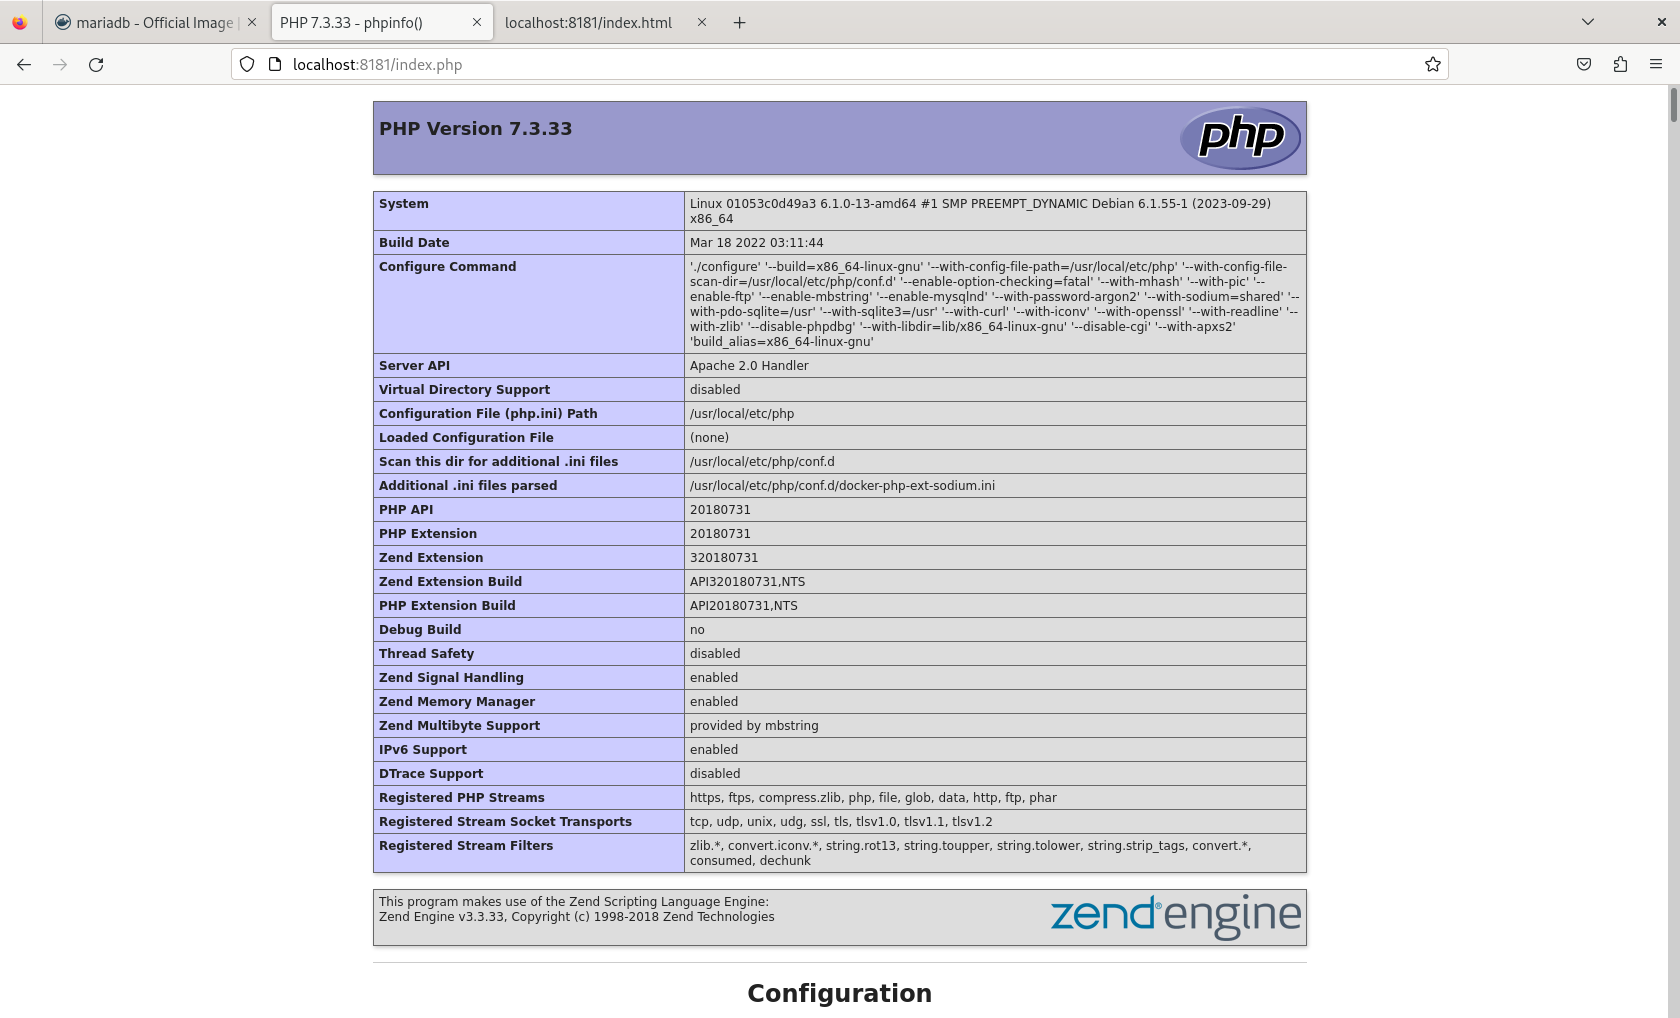 mariadb - Official Image
PHP 7.3.33 - phpinfo()
localhost:8181/index.html
localhost:8181/index.php
PHP Version 7.3.33
php
System
Linux 01053c0d49a3 6.1.0-13-amd64 #1 SMP PREEMPT_DYNAMIC Debian 6.1.55-1 (2023-09-29)
x86_64
Build Date
Mar 18 2022 03:11:44
Configure Command
'./configure' '--build=x86_64-linux-gnu' '--with-config-file-path=/usr/local/etc/php' '--with-config-file-
scan-dir=/usr/local/etc/php/conf.d' '--enable-option-checking=fatal' '--with-mhash' '--with-pic' '--
enable-ftp' '--enable-mbstring' '--enable-mysqlnd' '--with-password-argon2' '--with-sodium=shared' '--
with-pdo-sqlite=/usr' '--with-sqlite3=/usr' '--with-curl' '--with-iconv' '--with-openssl' '--with-readline' '--
with-zlib' '--disable-phpdbg' '--with-libdir=lib/x86_64-linux-gnu' '--disable-cgi' '--with-apxs2'
'build_alias=x86_64-linux-gnu'
Server API
Apache 2.0 Handler
Virtual Directory Support
disabled
Configuration File (php.ini) Path
/usr/local/etc/php
Loaded Configuration File
(none)
Scan this dir for additional .ini files
/usr/local/etc/php/conf.d
Additional .ini files parsed
/usr/local/etc/php/conf.d/docker-php-ext-sodium.ini
PHP API
20180731
PHP Extension
20180731
Zend Extension
320180731
Zend Extension Build
API320180731,NTS
PHP Extension Build
API20180731,NTS
Debug Build
no
Thread Safety
disabled
Zend Signal Handling
enabled
Zend Memory Manager
enabled
Zend Multibyte Support
provided by mbstring
IPv6 Support
enabled
DTrace Support
disabled
Registered PHP Streams
https, ftps, compress.zlib, php, file, glob, data, http, ftp, phar
Registered Stream Socket Transports
tcp, udp, unix, udg, ssl, tls, tlsv1.0, tlsv1.1, tlsv1.2
Registered Stream Filters
zlib.*, convert.iconv.*, string.rot13, string.toupper, string.tolower, string.strip_tags, convert.*,
consumed, dechunk
This program makes use of the Zend Scripting Language Engine:
Zend Engine v3.3.33, Copyright (c) 1998-2018 Zend Technologies
zend® engine
Configuration